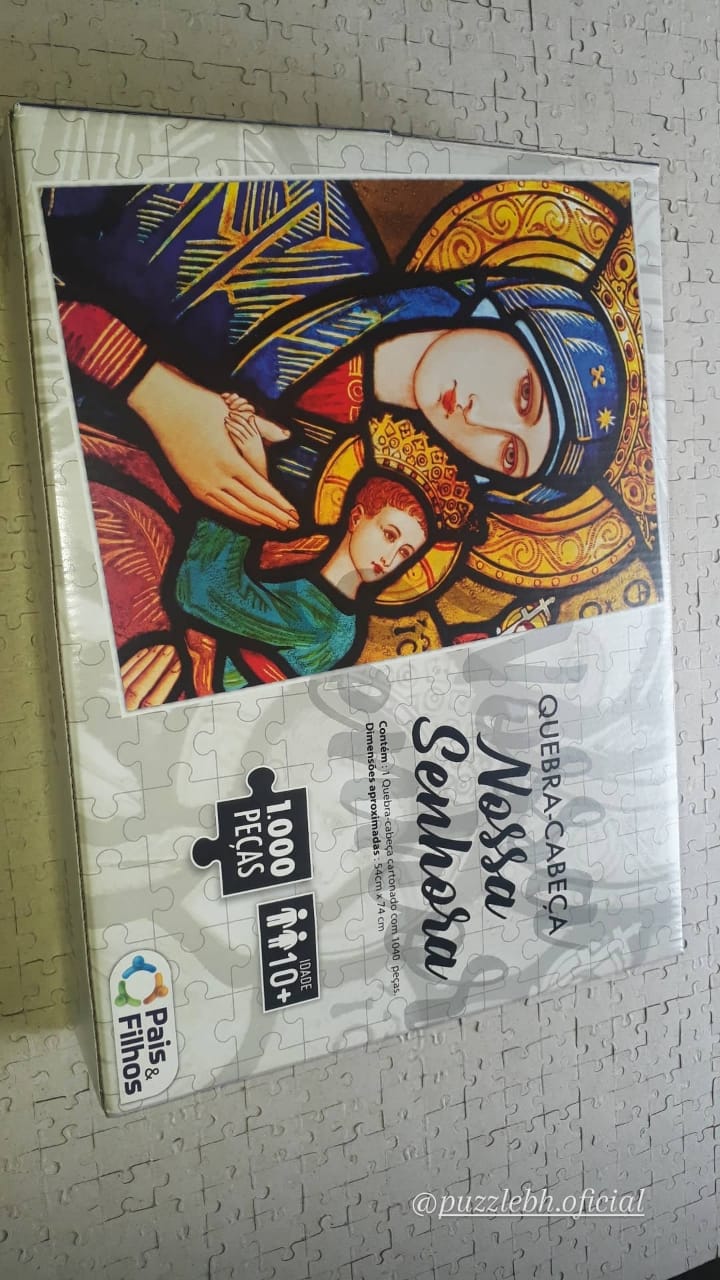 QUEBRA-CABEÇA
Nossa
Senhora
Contém : 1 Quebra-cabeça cartonado com 1040 peças.
Dimensões aproximadas : 54cm x 74 cm
1.000
PEÇAS
IDADE
10+
Pais &
Filhos
@puzzlebh.oficial